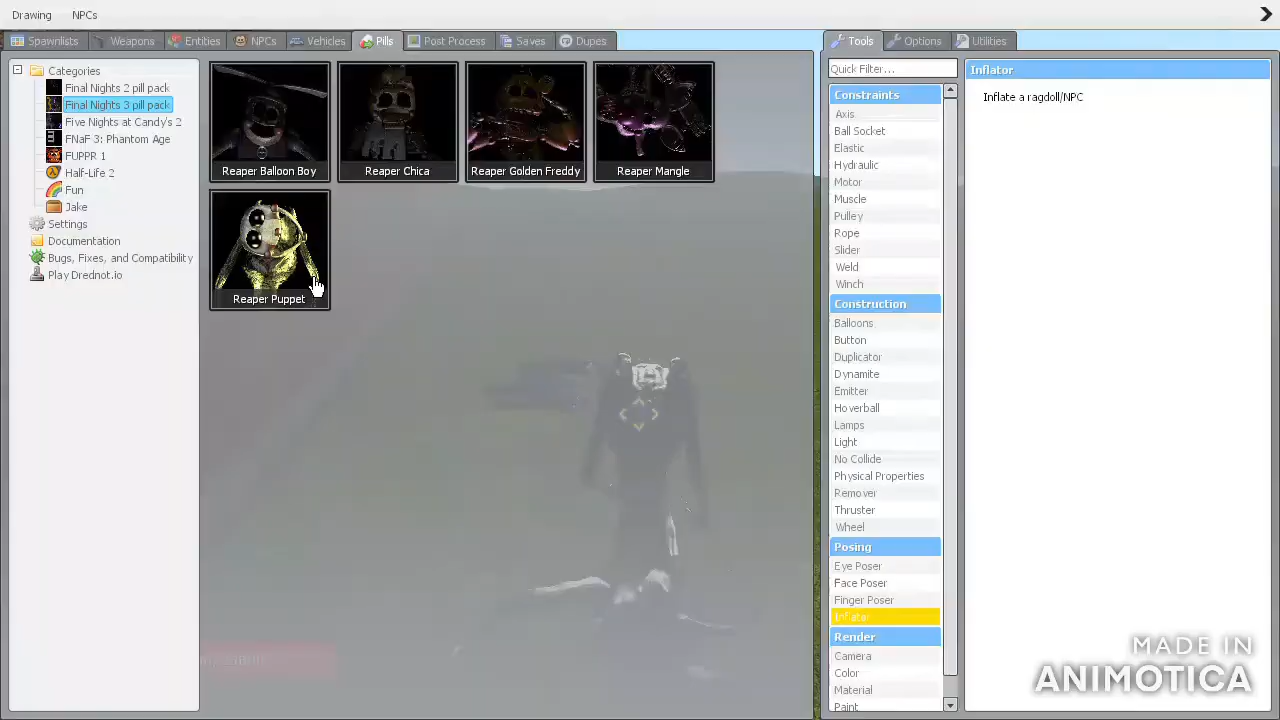 Drawing NPCs
Spawnlists Weapons Entities NPCs Vehicles Pills Post Process Saves Dupes
Categories
Final Nights 2 pill pack
Final Nights 3 pill pack
Five Nights at Candy's 2
FNaF 3: Phantom Age
FUPPR 1
Half-Life 2
Fun
Jake
Settings
Documentation
Bugs, Fixes, and Compatibility
Play Drednot.io
Reaper Balloon Boy Reaper Chica Reaper Golden Freddy Reaper Mangle
Reaper Puppet
Tools Options Utilities
Quick Filter...
Constraints
Axis
Ball Socket
Elastic
Hydraulic
Motor
Muscle
Pulley
Rope
Slider
Weld
Winch
Construction
Balloons
Button
Duplicator
Dynamite
Emitter
Hoverball
Lamps
Light
No Collide
Physical Properties
Remover
Thruster
Wheel
Posing
Eye Poser
Face Poser
Finger Poser
Inflator
Render
Camera
Color
Material
Paint
Inflator
Inflate a ragdoll/NPC
MADE IN
ANIMOTICA